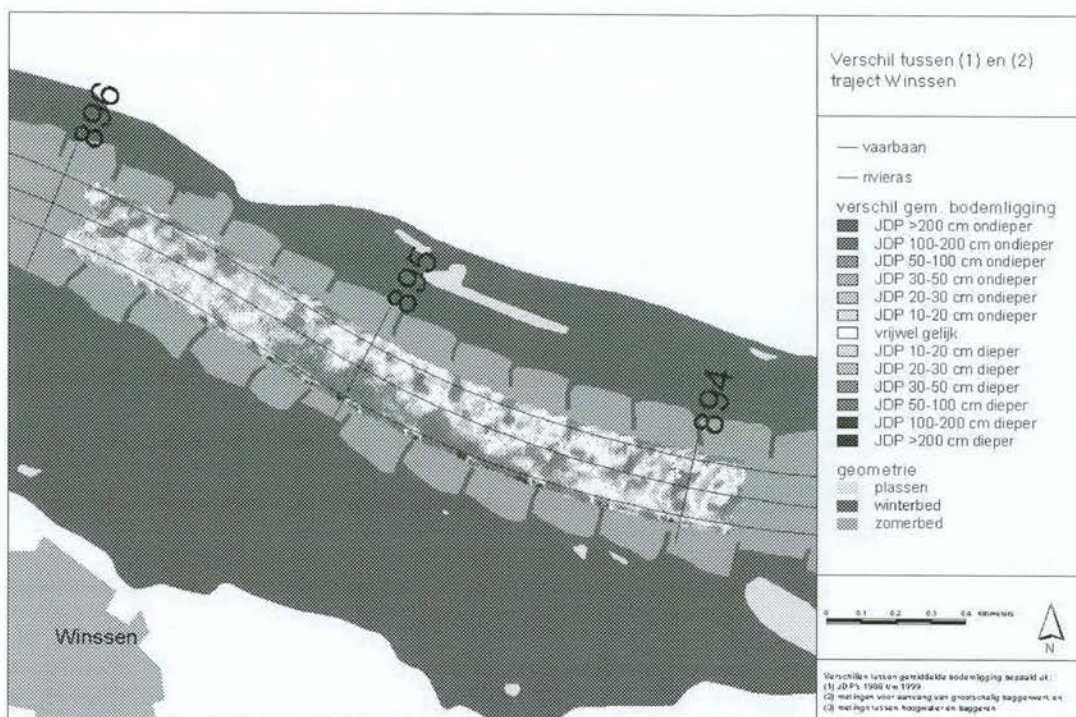 896
895
894
Winssen
Verschil tussen (1) en (2)
traject Winssen
vaarbaan
rivieras
verschil gem. bodemligging
JDP >200 cm ondieper
JDP 100-200 cm ondieper
JDP 50-100 cm ondieper
JDP 30-50 cm ondieper
JDP 20-30 cm ondieper
JDP 10-20 cm ondieper
vrijwel gelijk
JDP 10-20 cm dieper
JDP 20-30 cm dieper
JDP 30-50 cm dieper
JDP 50-100 cm dieper
JDP 100-200 cm dieper
JDP >200 cm dieper
geometrie
plassen
winterbed
zomerbed
0 0.1 0.2 0.3 0.4 Kilometers
N
Verschillen tussen gemiddelde bodemligging bepaald uit:
(1) JDP's 1988 t/m 1999
(2) metingen voor aanvang van grootschalig baggerwerk en
(3) metingen tussen hoogwater en baggeren